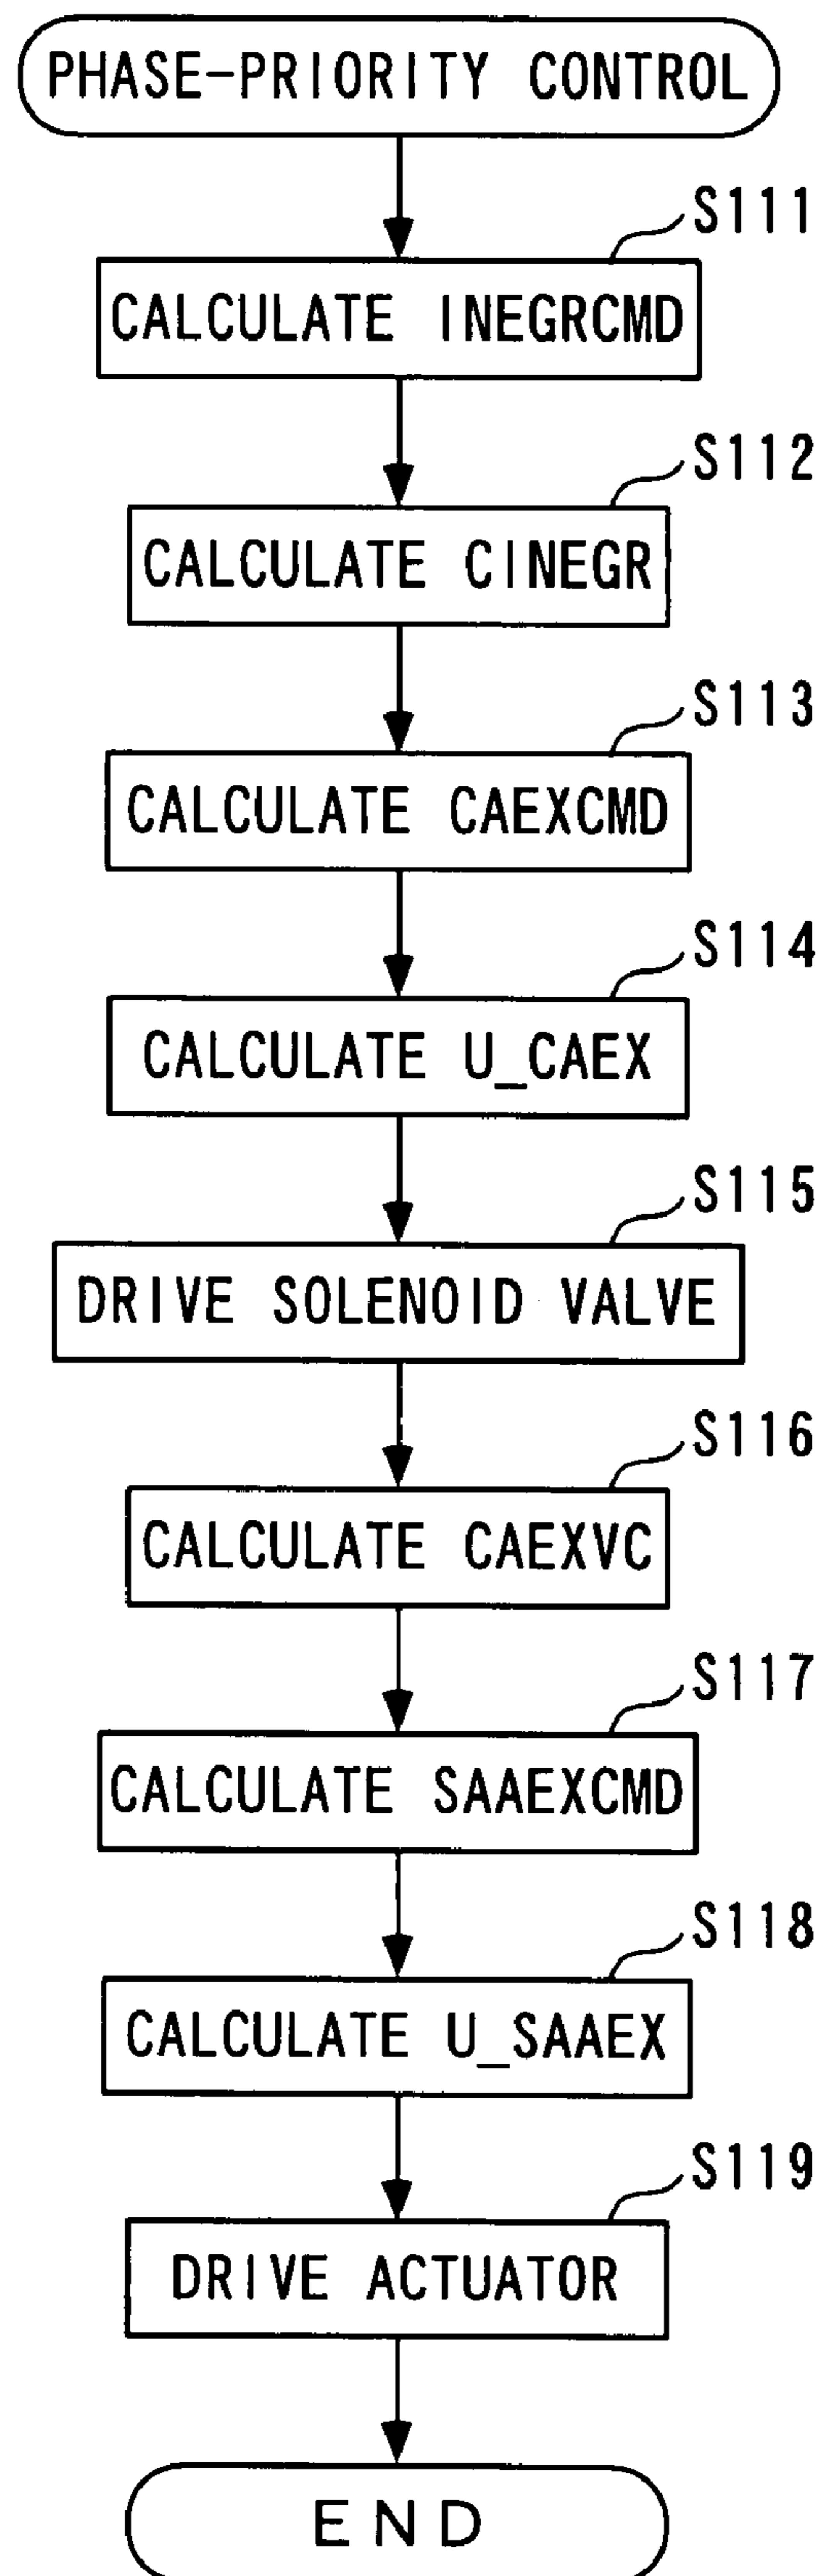 PHASE-PRIORITY CONTROL
S111
CALCULATE INEGRCMD
S112
CALCULATE CINEGR
S113
CALCULATE CAEXCMD
S114
CALCULATE U_CAEX
S115
DRIVE SOLENOID VALVE
S116
CALCULATE CAEXVC
S117
CALCULATE SAAEXCMD
S118
CALCULATE U_SAAEX
S119
DRIVE ACTUATOR
END